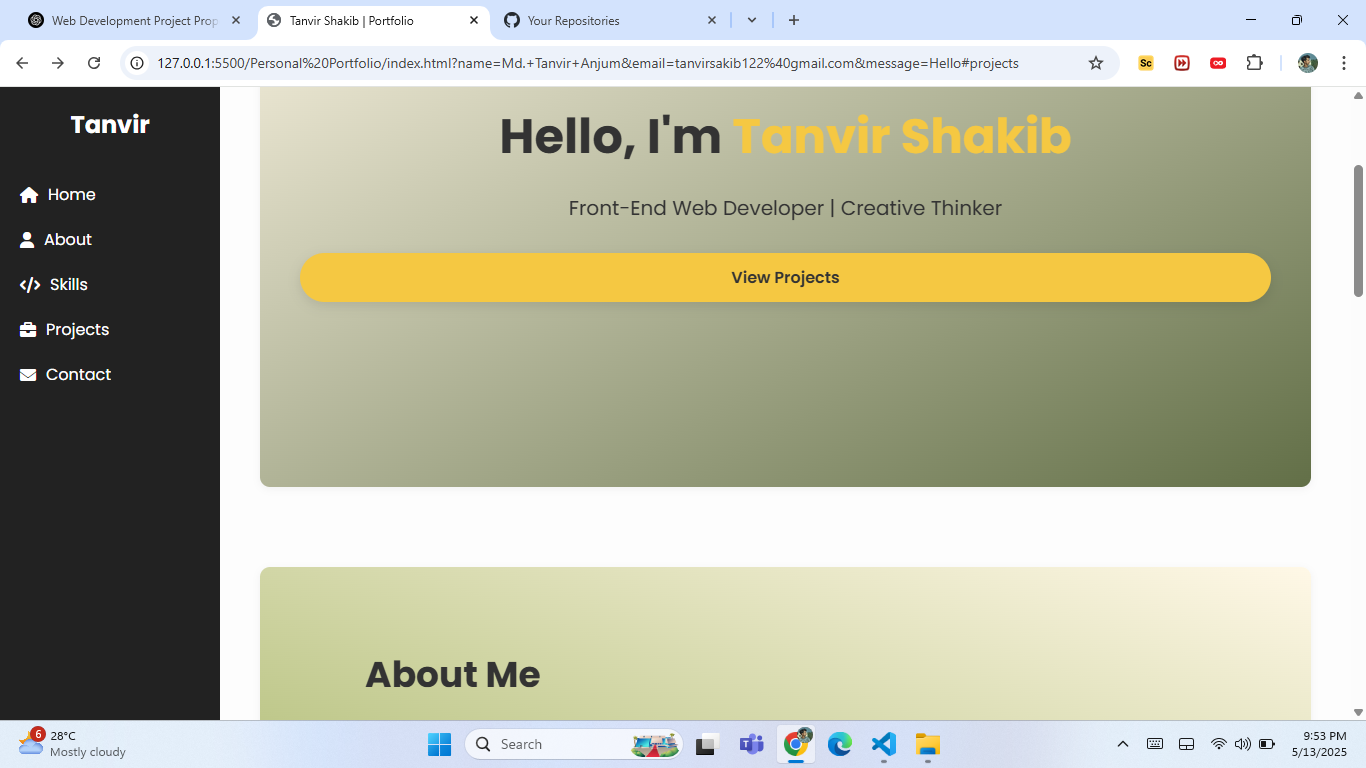 Web Development Project Prop
Tanvir Shakib | Portfolio
Your Repositories
127.0.0.1:5500/Personal%20Portfolio/index.html?name=Md.+Tanvir+Anjum&email=tanvirsakib122%40gmail.com&message=Hello#projects
Sc
Tanvir
Home
About
Skills
Projects
Contact
Hello, I'm Tanvir Shakib
Front-End Web Developer | Creative Thinker
View Projects
About Me
6
28°C
Mostly cloudy
Search
9:53 PM
5/13/2025